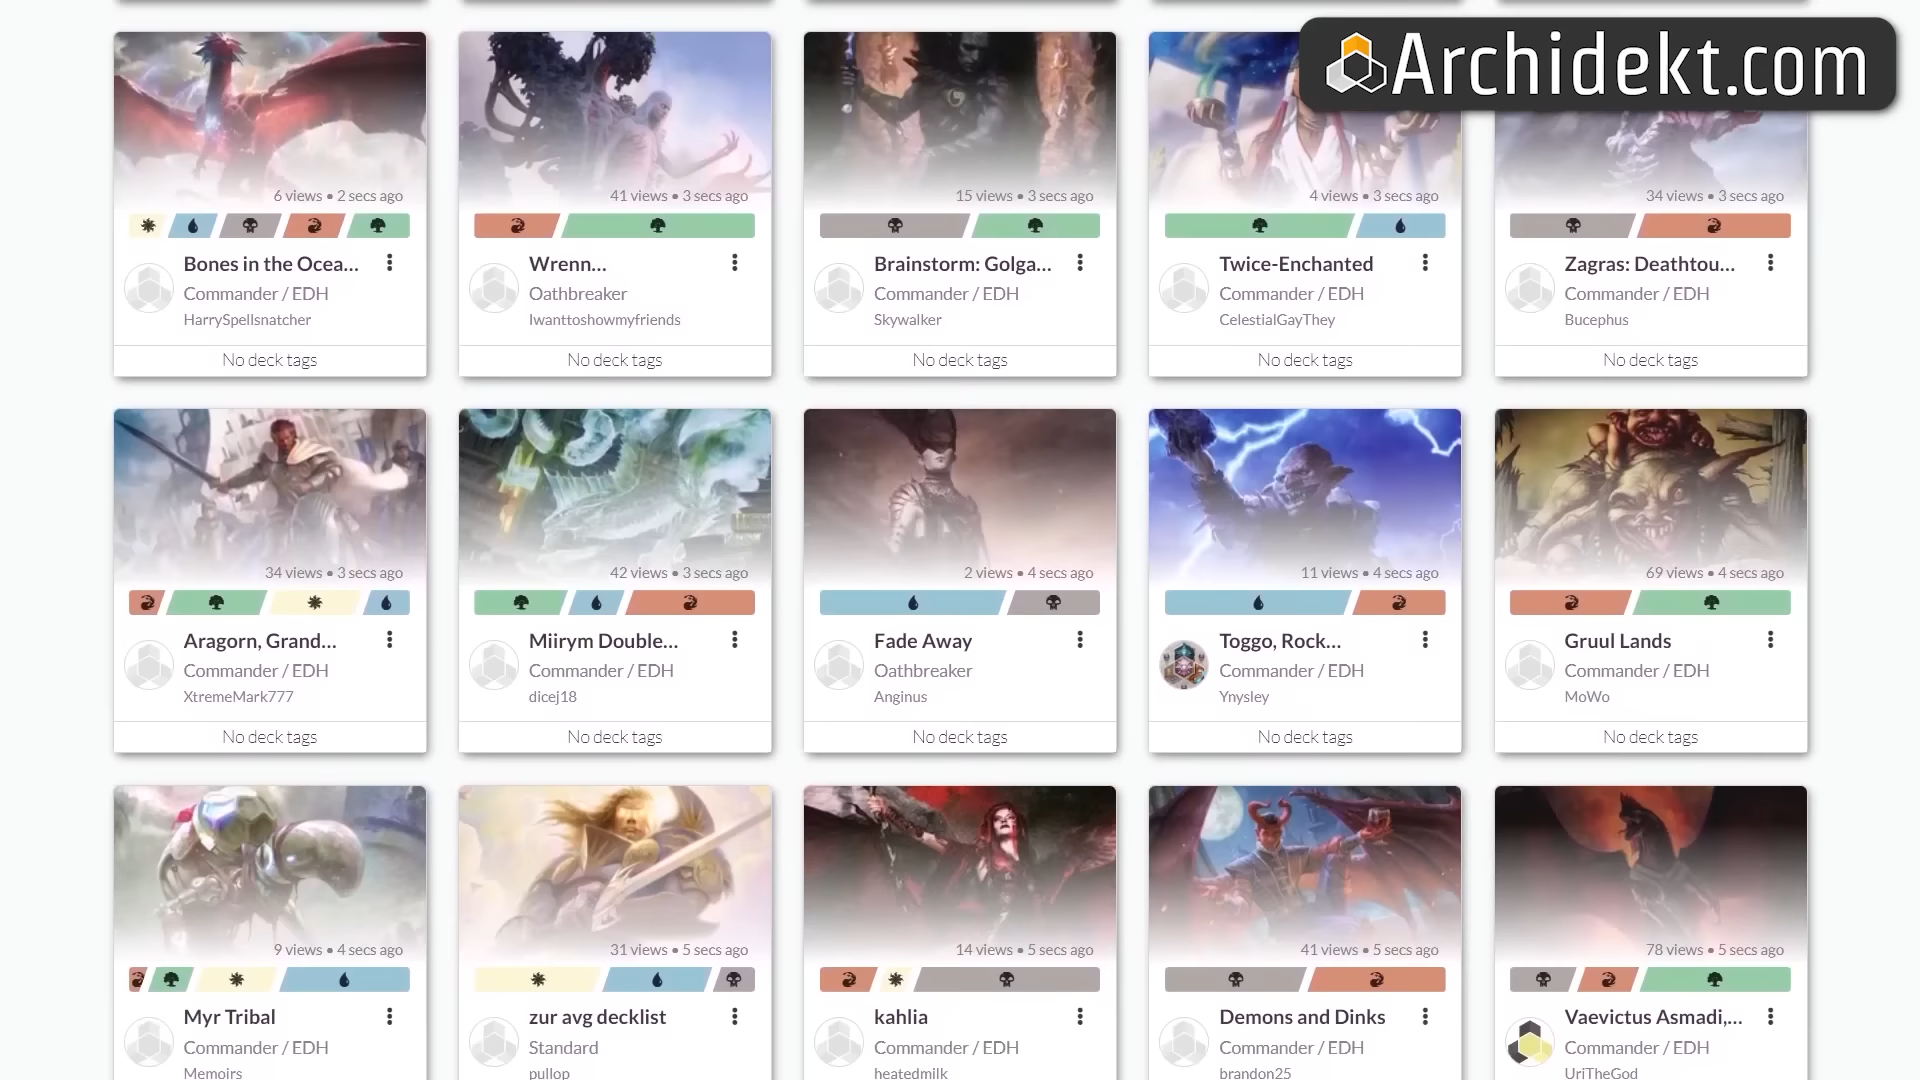 Archidekt.com
6 views • 2 secs ago
Bones in the Ocea...
Commander / EDH
HarrySpellsnatcher
No deck tags
41 views • 3 secs ago
Wrenn...
Oathbreaker
Iwanttoshowmyfriends
No deck tags
15 views • 3 secs ago
Brainstorm: Golga...
Commander / EDH
Skywalker
No deck tags
4 views • 3 secs ago
Twice-Enchanted
Commander / EDH
CelestialGayThey
No deck tags
34 views • 3 secs ago
Zagras: Deathtou...
Commander / EDH
Bucephus
No deck tags
34 views • 3 secs ago
Aragorn, Grand...
Commander / EDH
XtremeMark777
No deck tags
42 views • 3 secs ago
Miirym Double...
Commander / EDH
dicej18
No deck tags
2 views • 4 secs ago
Fade Away
Oathbreaker
Anginus
No deck tags
11 views • 4 secs ago
Toggo, Rock...
Commander / EDH
Ynysley
No deck tags
69 views • 4 secs ago
Gruul Lands
Commander / EDH
MoWo
No deck tags
9 views • 4 secs ago
Myr Tribal
Commander / EDH
Memoirs
31 views • 5 secs ago
zur avg decklist
Standard
pullop
14 views • 5 secs ago
kahlia
Commander / EDH
heatedmilk
41 views • 5 secs ago
Demons and Dinks
Commander / EDH
brandon25
78 views • 5 secs ago
Vaevictus Asmadi,...
Commander / EDH
UriTheGod